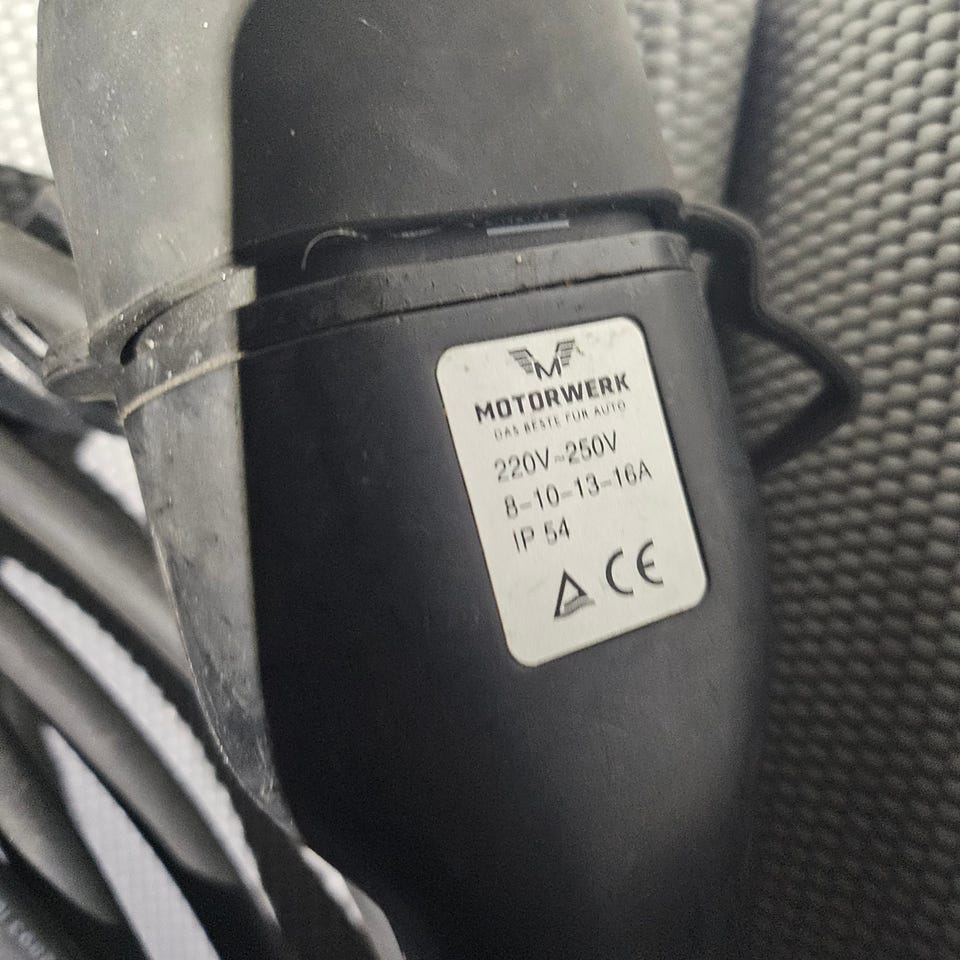 MOTORWERK
DAS BESTE FÜR AUTO
220V~250V
8-10-13-16A
IP 54
CE